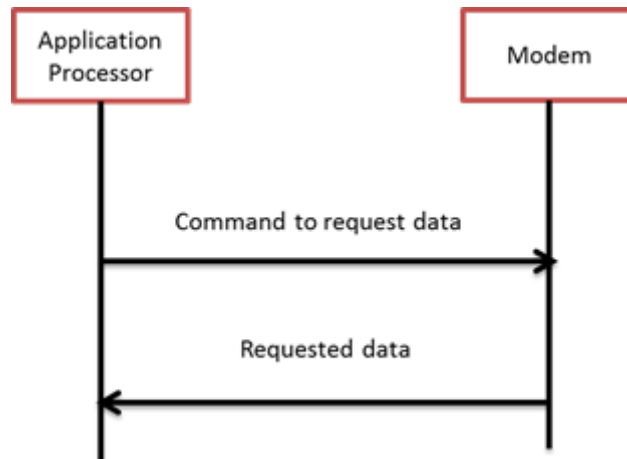 Application
Processor
Modem
Command to request data
Requested data